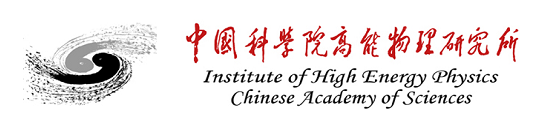 中國科學院高能物理研究所
Institute of High Energy Physics
Chinese Academy of Sciences